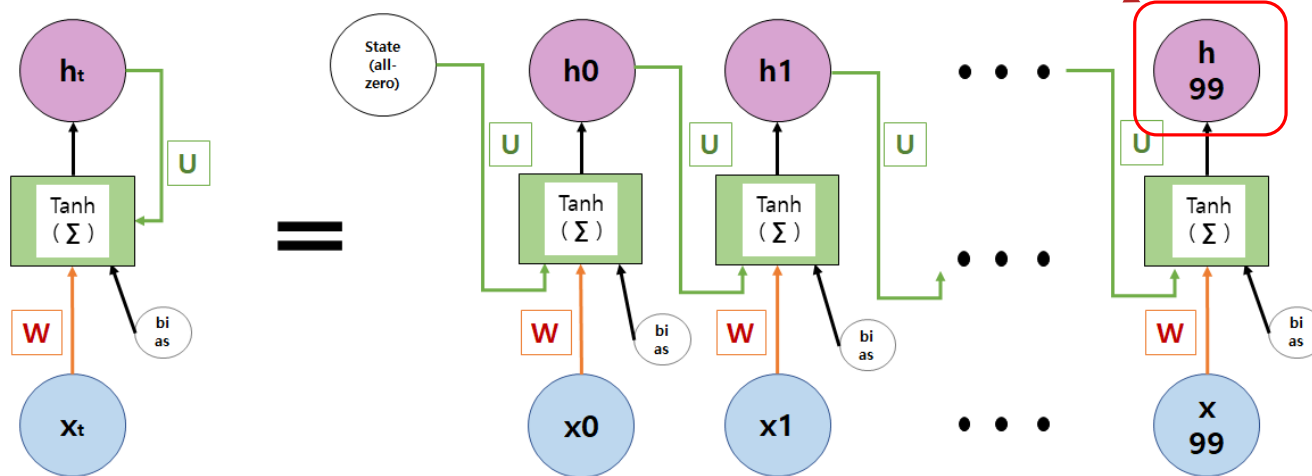 State
(all-
zero)
ht
h0
h1
• • •
h
99
U
U
U
U
U
Tanh
( Σ )
=
Tanh
( Σ )
Tanh
( Σ )
• • •
Tanh
( Σ )
W
bi
as
W
bi
as
W
bi
as
W
bi
as
xt
x0
x1
• • •
x
99